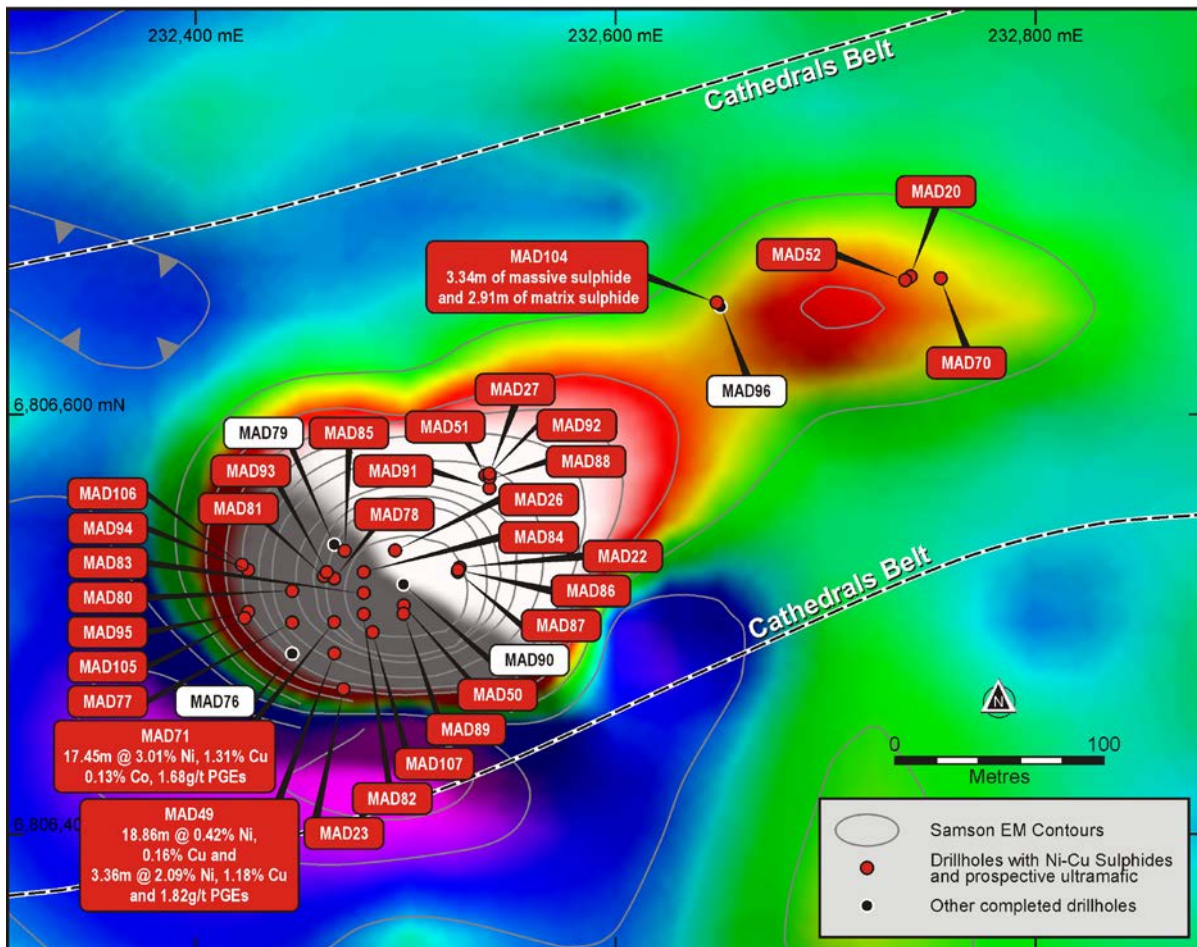 232,400 mE
232,600 mE
232,800 mE
Cathedrals Belt
MAD20
MAD52
MAD104
3.34m of massive sulphide
and 2.91m of matrix sulphide
MAD70
MAD96
6,806,600 mN
MAD27
MAD79
MAD85
MAD51
MAD92
MAD93
MAD91
MAD88
MAD106
MAD81
MAD78
MAD26
MAD94
MAD84
MAD83
MAD22
MAD80
MAD86
MAD95
MAD87
Cathedrals Belt
MAD105
MAD90
MAD77
MAD76
MAD50
MAD71
17.45m @ 3.01% Ni, 1.31% Cu
0.13% Co, 1.68g/t PGEs
MAD89
MAD107
MAD82
MAD23
6,806,40
MAD49
18.86m @ 0.42% Ni,
0.16% Cu and
3.36m @ 2.09% Ni, 1.18% Cu
and 1.82g/t PGEs
N
0
100
Metres
Samson EM Contours
Drillholes with Ni-Cu Sulphides
and prospective ultramafic
Other completed drillholes